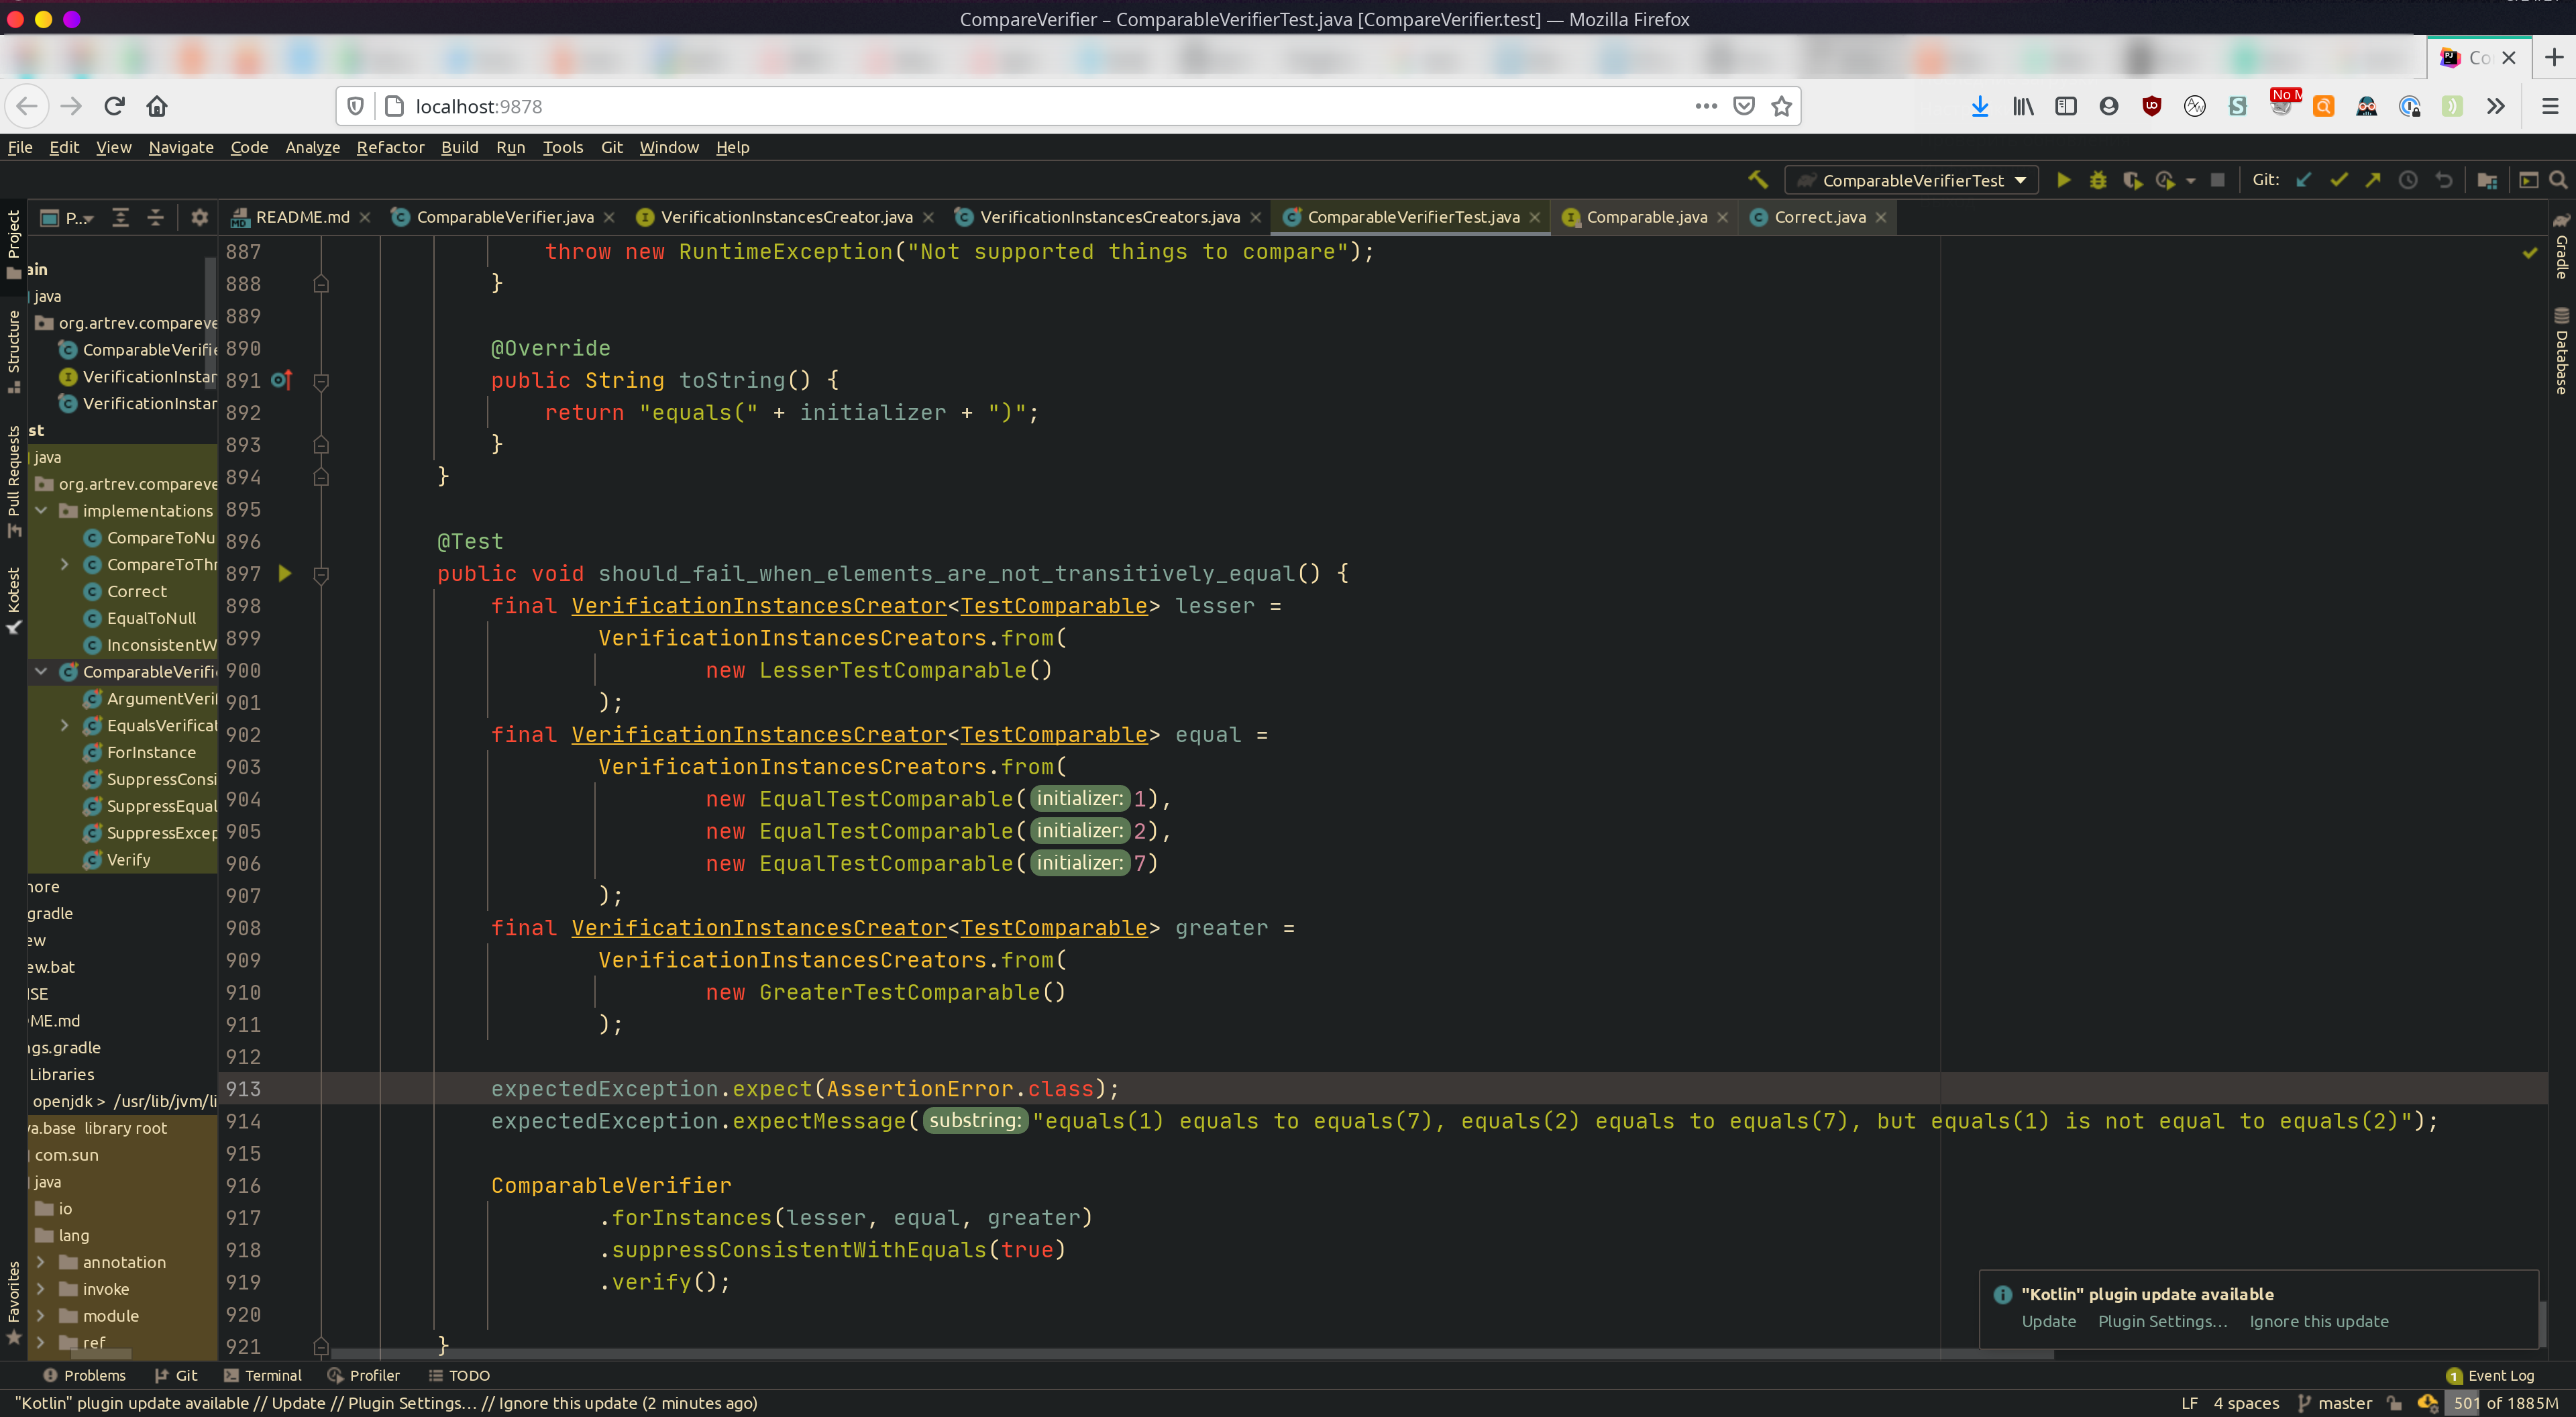 CompareVerifier – ComparableVerifierTest.java [CompareVerifier.test] — Mozilla Firefox
localhost:9878
No M
File Edit View Navigate Code Analyze Refactor Build Run Tools Git Window Help
ComparableVerifierTest Git:
P...
README.md ComparableVerifier.java VerificationInstancesCreator.java VerificationInstancesCreators.java ComparableVerifierTest.java Comparable.java Correct.java
Project
Structure
Pull Requests
Kotest
Favorites
Gradle
Database
ain
java
org.artrev.compareve
ComparableVerifie
VerificationInstar
VerificationInstar
st
java
org.artrev.compareve
implementations
CompareToNu
CompareToThr
Correct
EqualToNull
InconsistentW
ComparableVerifi
ArgumentVerif
EqualsVerificat
ForInstance
SuppressConsi
SuppressEqual
SuppressExcep
Verify
nore
gradle
ew
ew.bat
ISE
ME.md
ngs.gradle
Libraries
openjdk > /usr/lib/jvm/li
va.base library root
com.sun
java
io
lang
annotation
invoke
module
ref
887 throw new RuntimeException("Not supported things to compare");
888 }
889
890 @Override
891 public String toString() {
892 return "equals(" + initializer + ")";
893 }
894 }
895
896 @Test
897 public void should_fail_when_elements_are_not_transitively_equal() {
898 final VerificationInstancesCreator<TestComparable> lesser =
899 VerificationInstancesCreators.from(
900 new LesserTestComparable()
901 );
902 final VerificationInstancesCreator<TestComparable> equal =
903 VerificationInstancesCreators.from(
904 new EqualTestComparable( initializer: 1),
905 new EqualTestComparable( initializer: 2),
906 new EqualTestComparable( initializer: 7)
907 );
908 final VerificationInstancesCreator<TestComparable> greater =
909 VerificationInstancesCreators.from(
910 new GreaterTestComparable()
911 );
912
913 expectedException.expect(AssertionError.class);
914 expectedException.expectMessage( substring: "equals(1) equals to equals(7), equals(2) equals to equals(7), but equals(1) is not equal to equals(2)");
915
916 ComparableVerifier
917 .forInstances(lesser, equal, greater)
918 .suppressConsistentWithEquals(true)
919 .verify();
920
921 }
"Kotlin" plugin update available
Update Plugin Settings... Ignore this update
Problems Git Terminal Profiler TODO
1 Event Log
"Kotlin" plugin update available // Update // Plugin Settings... // Ignore this update (2 minutes ago)
LF 4 spaces master 501 of 1885M